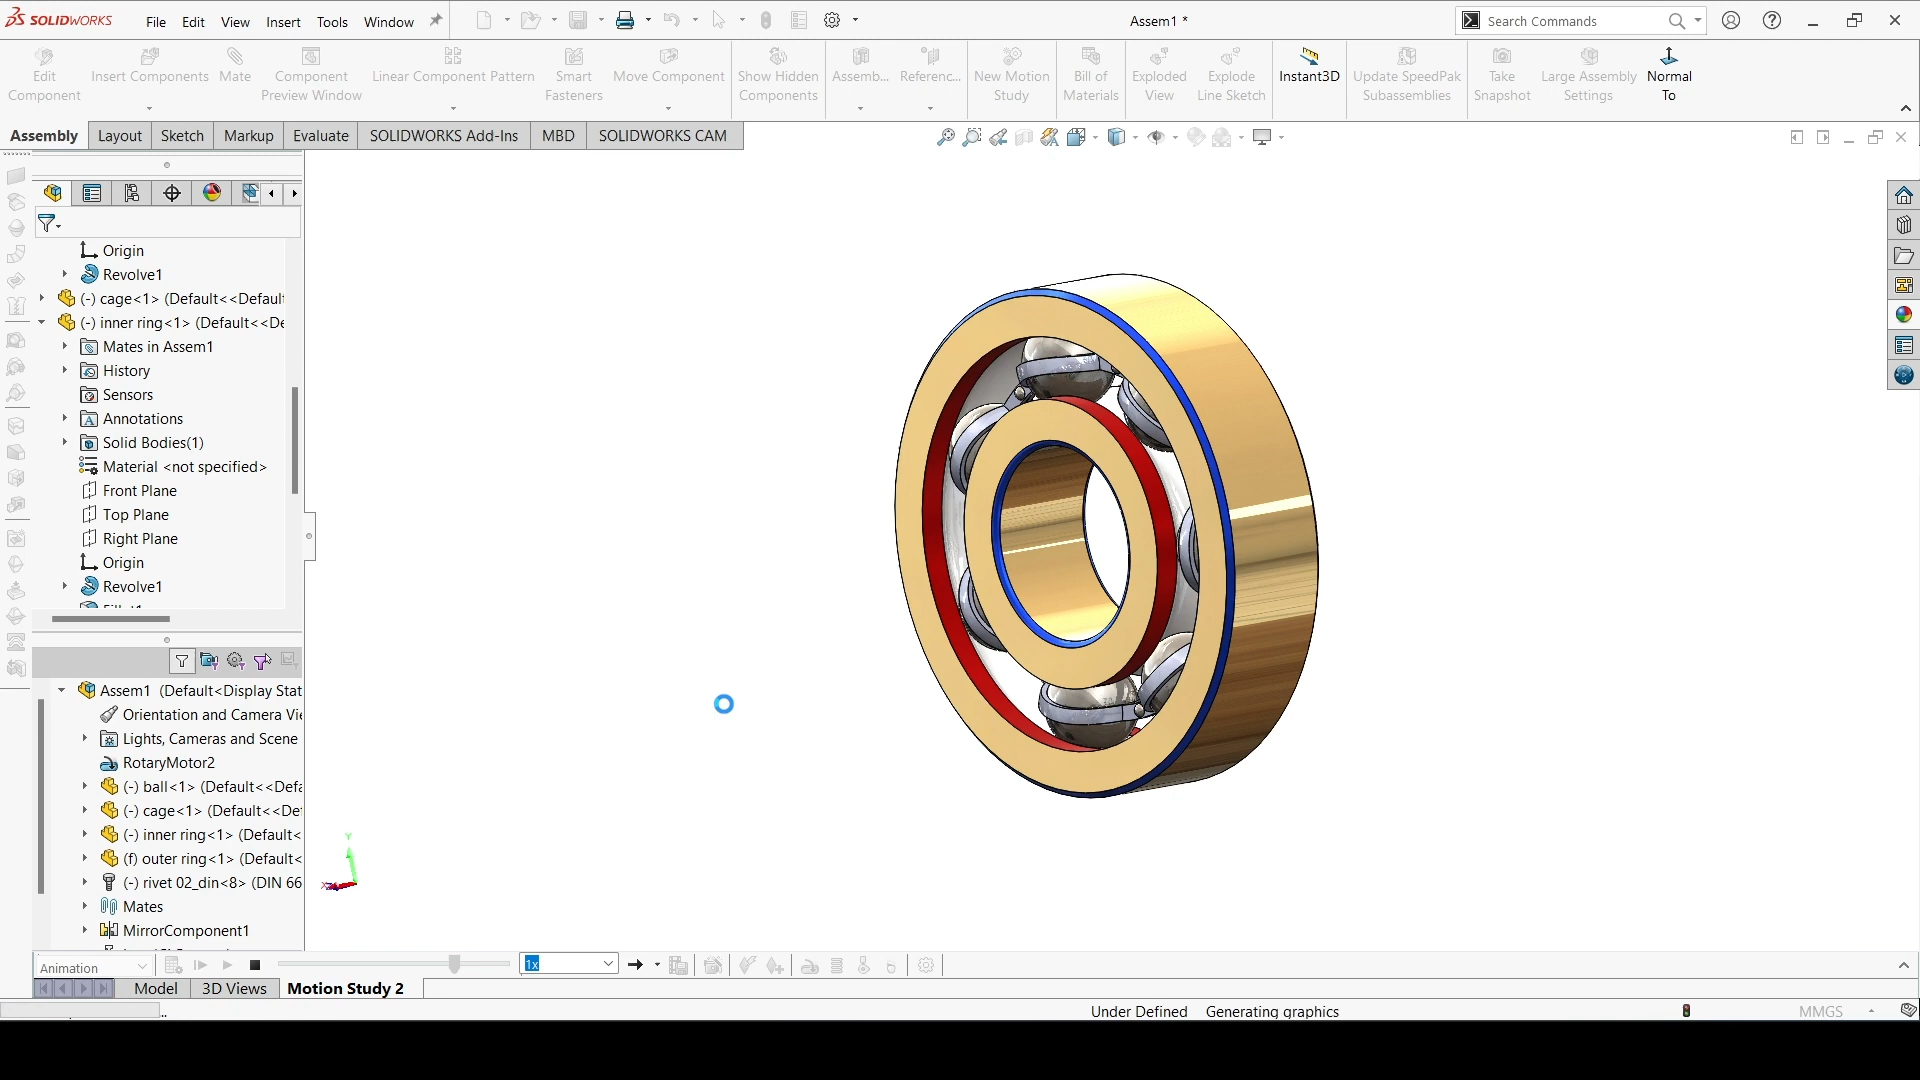 SOLIDWORKS File Edit View Insert Tools Window Assem1 * Search Commands
Edit Component
Insert Components
Mate
Component Preview Window
Linear Component Pattern
Smart Fasteners
Move Component
Show Hidden Components
Assemb...
Referenc...
New Motion Study
Bill of Materials
Exploded View
Explode Line Sketch
Instant3D
Update SpeedPak Subassemblies
Take Snapshot
Large Assembly Settings
Normal To
Assembly Layout Sketch Markup Evaluate SOLIDWORKS Add-Ins MBD SOLIDWORKS CAM
Origin
Revolve1
(-) cage<1> (Default<<Default
(-) inner ring<1> (Default<<De
Mates in Assem1
History
Sensors
Annotations
Solid Bodies(1)
Material <not specified>
Front Plane
Top Plane
Right Plane
Origin
Revolve1
Assem1 (Default<Display Stat
Orientation and Camera Vie
Lights, Cameras and Scene
RotaryMotor2
(-) ball<1> (Default<<Defa
(-) cage<1> (Default<<De
(-) inner ring<1> (Default<
(f) outer ring<1> (Default<
(-) rivet 02_din<8> (DIN 66
Mates
MirrorComponent1
Y
X
Animation 1x
Model 3D Views Motion Study 2
.. Under Defined Generating graphics MMGS